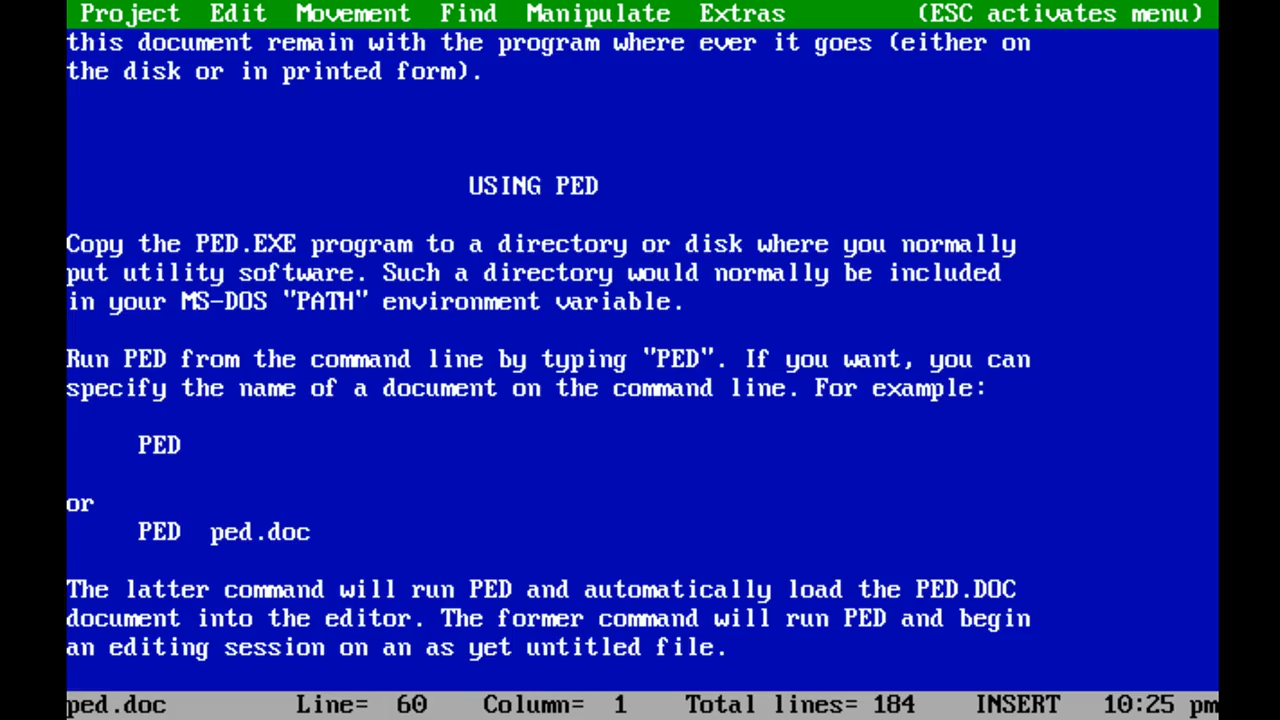 Project  Edit  Movement  Find  Manipulate  Extras  (ESC activates menu)
this document remain with the program where ever it goes (either on
the disk or in printed form).
USING PED
Copy the PED.EXE program to a directory or disk where you normally
put utility software. Such a directory would normally be included
in your MS-DOS "PATH" environment variable.
Run PED from the command line by typing "PED". If you want, you can
specify the name of a document on the command line. For example:
PED
or
PED  ped.doc
The latter command will run PED and automatically load the PED.DOC
document into the editor. The former command will run PED and begin
an editing session on an as yet untitled file.
ped.doc  Line=  60  Column=  1  Total lines= 184  INSERT  10:25 pm